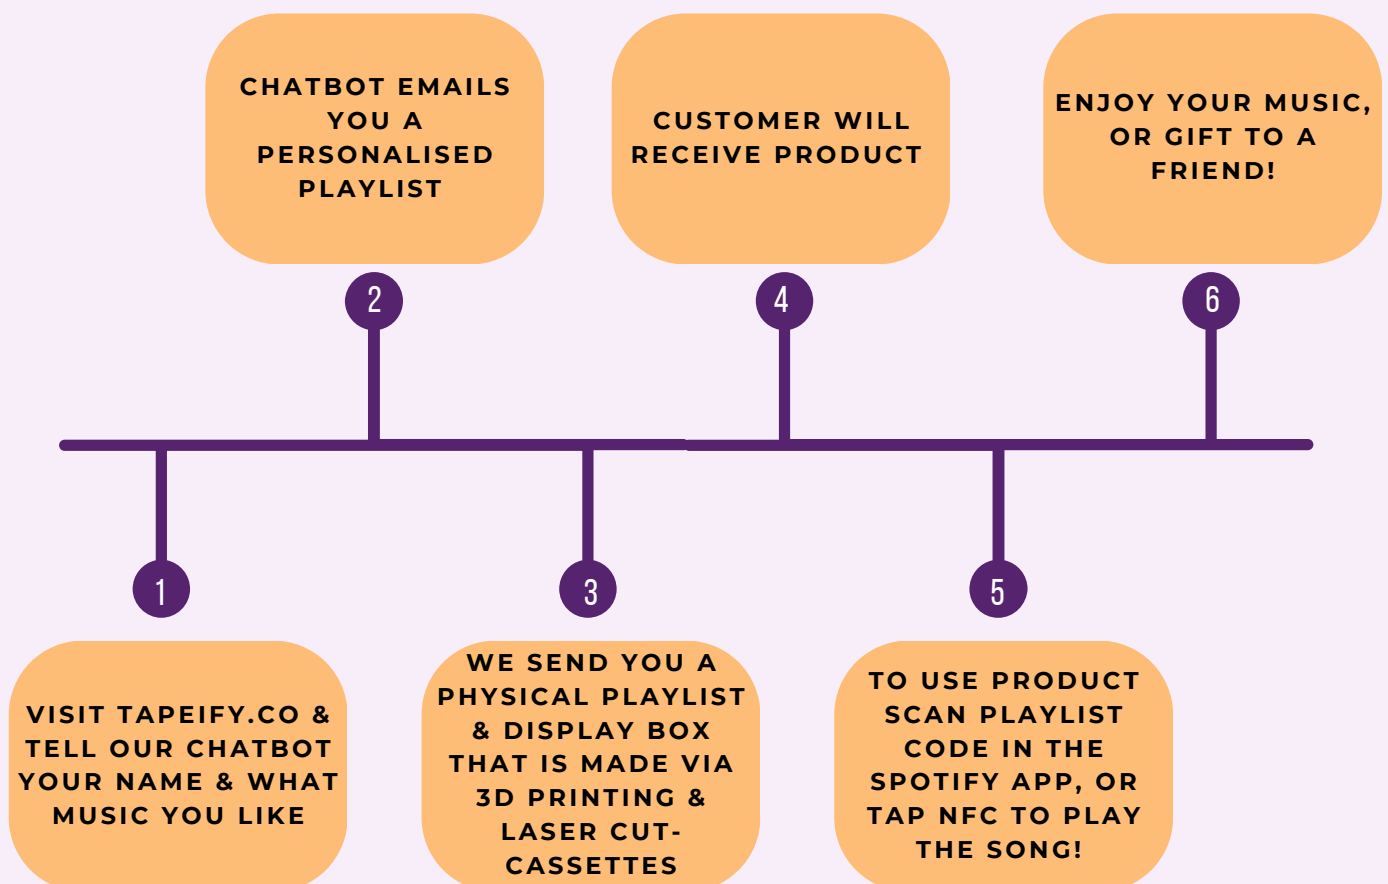 1
VISIT TAPEIFY.CO &
TELL OUR CHATBOT
YOUR NAME & WHAT
MUSIC YOU LIKE
2
CHATBOT EMAILS
YOU A
PERSONALISED
PLAYLIST
3
WE SEND YOU A
PHYSICAL PLAYLIST
& DISPLAY BOX
THAT IS MADE VIA
3D PRINTING &
LASER CUT-
CASSETTES
4
CUSTOMER WILL
RECEIVE PRODUCT
5
TO USE PRODUCT
SCAN PLAYLIST
CODE IN THE
SPOTIFY APP, OR
TAP NFC TO PLAY
THE SONG!
6
ENJOY YOUR MUSIC,
OR GIFT TO A
FRIEND!